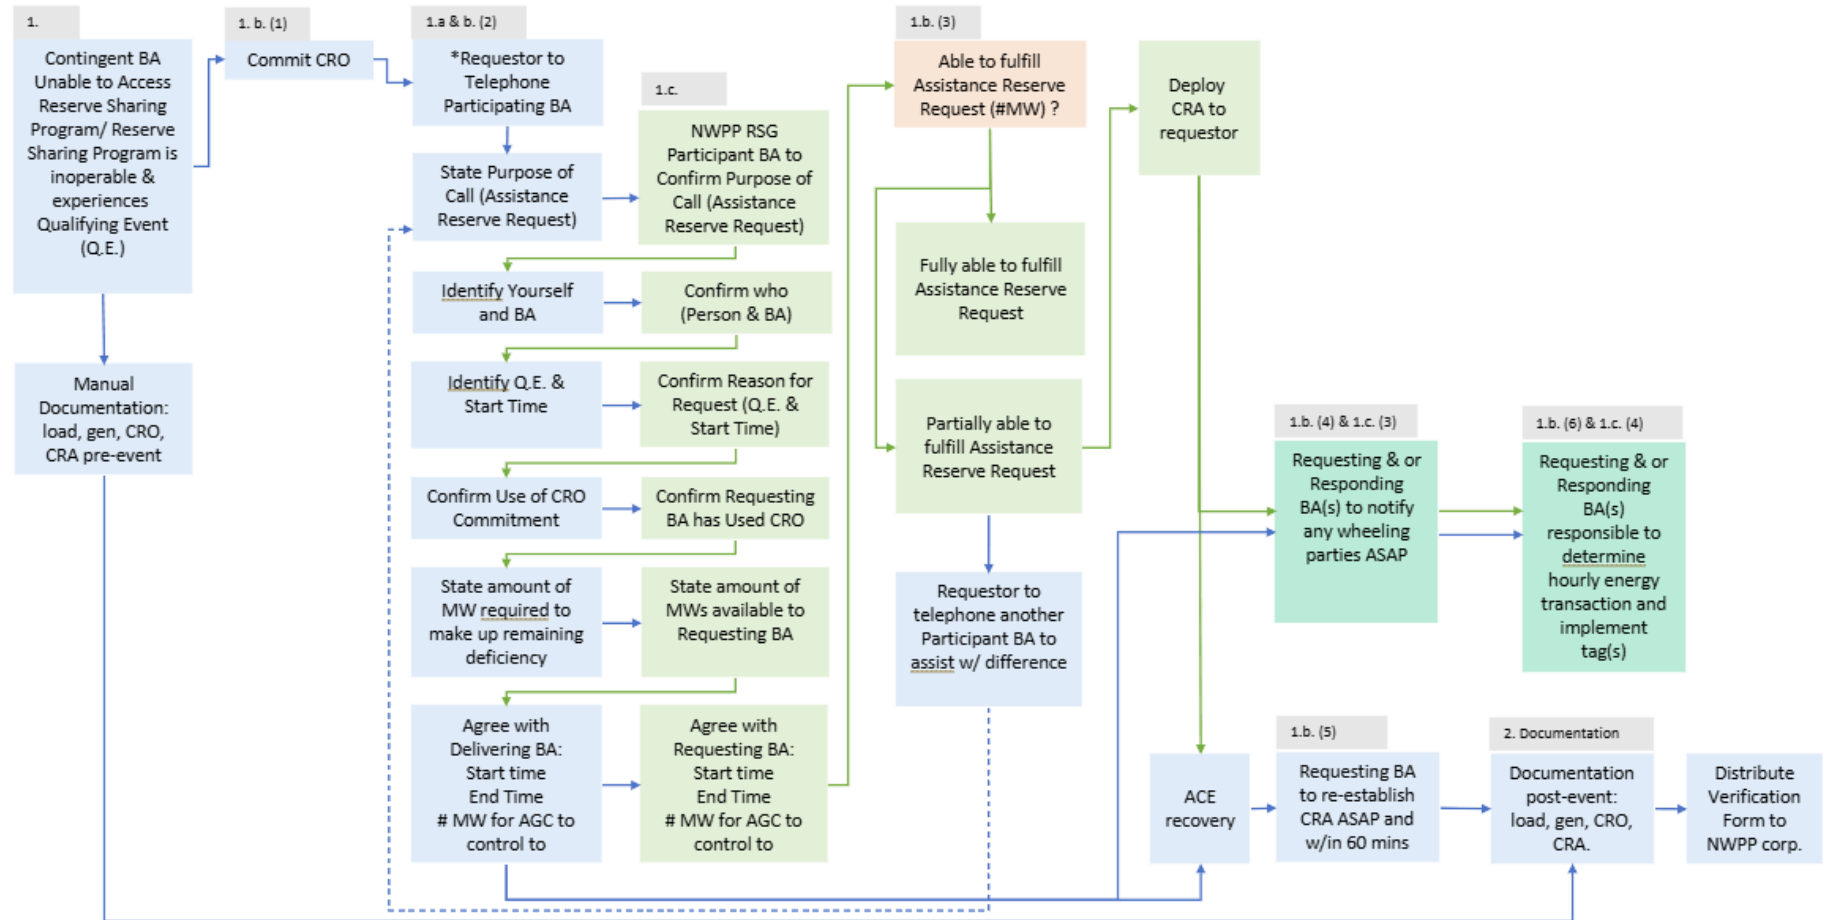 1.
Contingent BA
Unable to Access
Reserve Sharing
Program/ Reserve
Sharing Program is
inoperable &
experiences
Qualifying Event
(Q.E.)
Manual
Documentation:
load, gen, CRO,
CRA pre-event
1. b. (1)
Commit CRO
1.a & b. (2)
*Requestor to
Telephone
Participating BA
State Purpose of
Call (Assistance
Reserve Request)
Identify Yourself
and BA
Identify Q.E. &
Start Time
Confirm Use of CRO
Commitment
State amount of
MW required to
make up remaining
deficiency
Agree with
Delivering BA:
Start time
End Time
# MW for AGC to
control to
1.c.
NWPP RSG
Participant BA to
Confirm Purpose of
Call (Assistance
Reserve Request)
Confirm who
(Person & BA)
Confirm Reason for
Request (Q.E. &
Start Time)
Confirm Requesting
BA has Used CRO
State amount of
MWs available to
Requesting BA
Agree with
Requesting BA:
Start time
End Time
# MW for AGC to
control to
1.b. (3)
Able to fulfill
Assistance Reserve
Request (#MW) ?
Fully able to fulfill
Assistance Reserve
Request
Partially able to
fulfill Assistance
Reserve Request
Requestor to
telephone another
Participant BA to
assist w/ difference
Deploy
CRA to
requestor
1.b. (4) & 1.c. (3)
Requesting & or
Responding
BA(s) to notify
any wheeling
parties ASAP
1.b. (6) & 1.c. (4)
Requesting & or
Responding
BA(s)
responsible to
determine
hourly energy
transaction and
implement
tag(s)
ACE
recovery
1.b. (5)
Requesting BA
to re-establish
CRA ASAP and
w/in 60 mins
2. Documentation
Documentation
post-event:
load, gen, CRO,
CRA.
Distribute
Verification
Form to
NWPP corp.